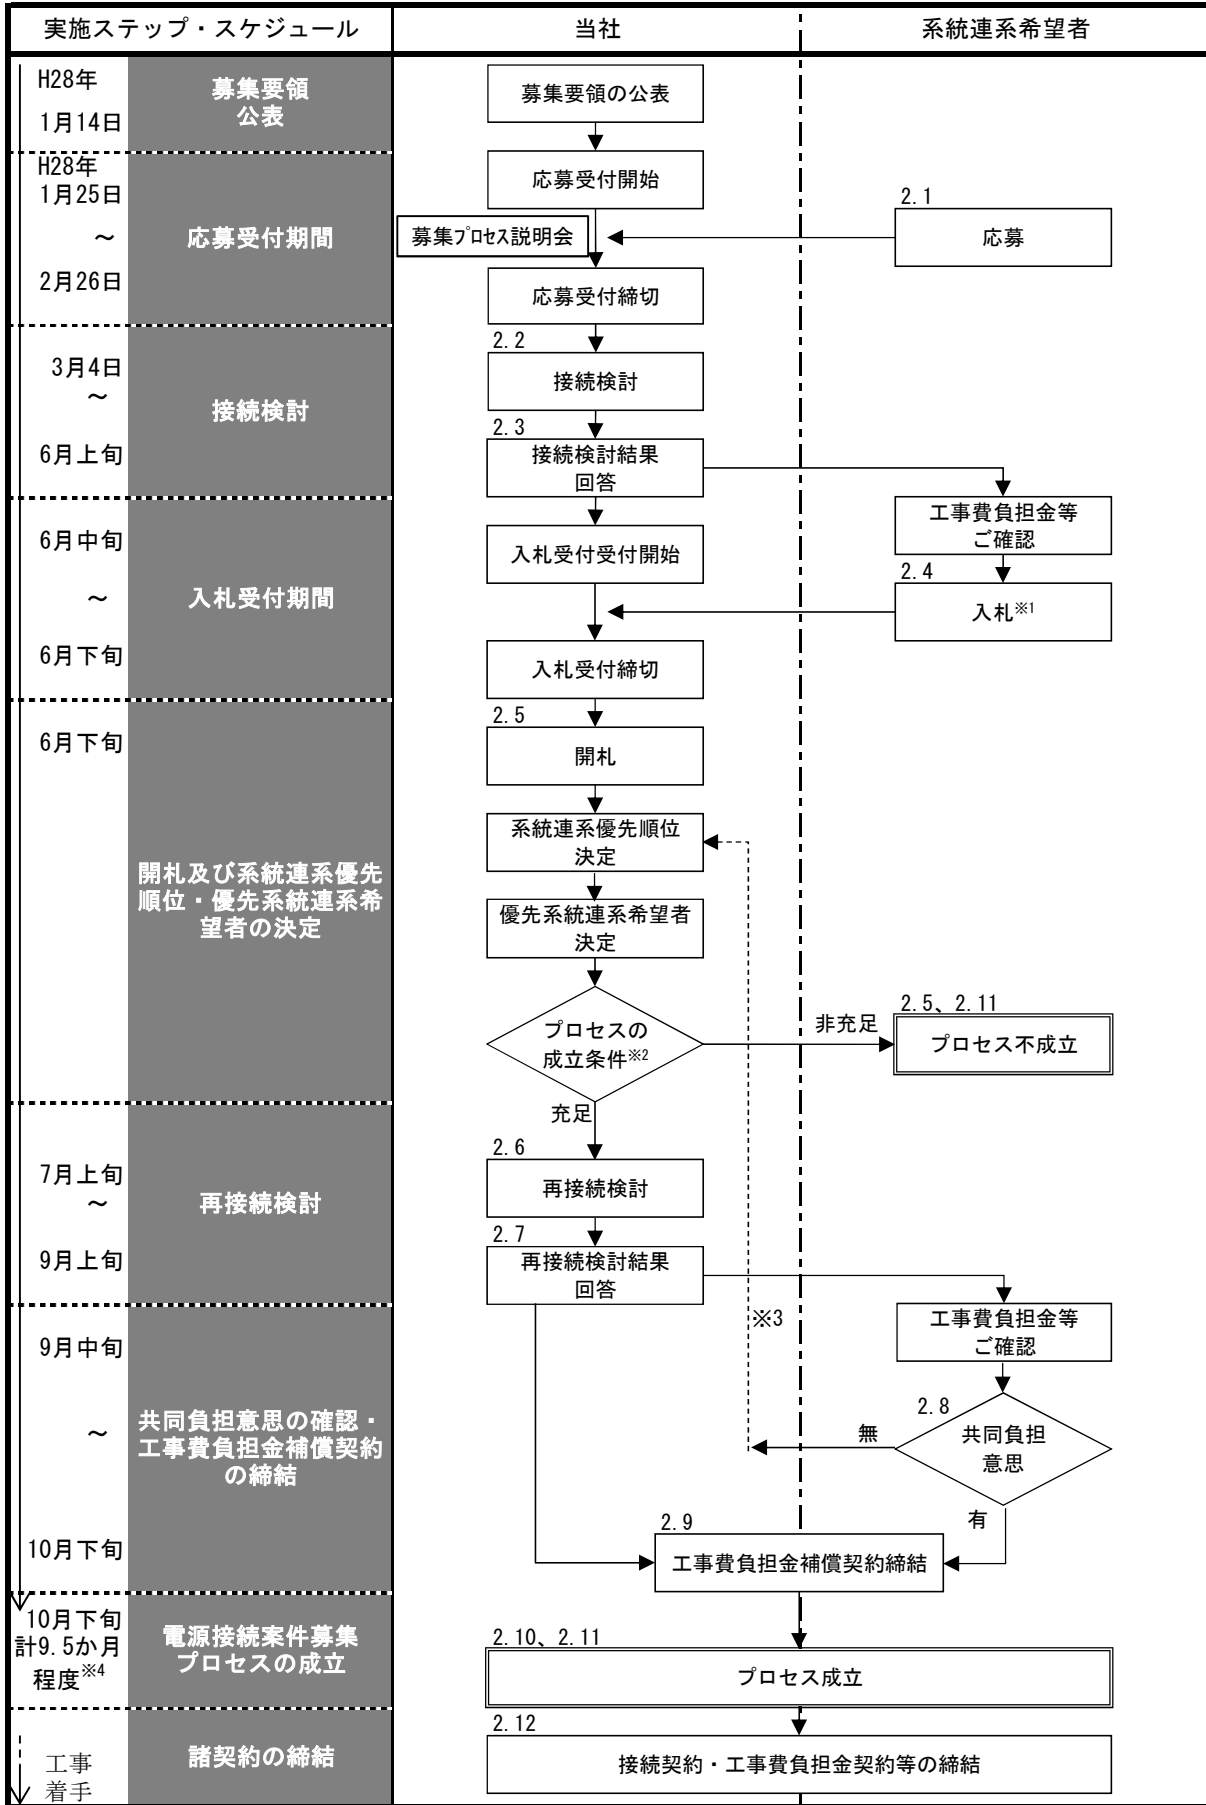 実施ステップ・スケジュール
当社
系統連系希望者
H28年
1月14日
募集要領
公表
募集要領の公表
H28年
1月25日
～
2月26日
応募受付期間
応募受付開始
募集プロセス説明会
2.1
応募
応募受付締切
3月4日
～
6月上旬
接続検討
2.2
接続検討
2.3
接続検討結果
回答
工事費負担金等
ご確認
6月中旬
～
6月下旬
入札受付期間
入札受付受付開始
2.4
入札※1
入札受付締切
6月下旬
開札及び系統連系優先
順位・優先系統連系希
望者の決定
2.5
開札
系統連系優先順位
決定
優先系統連系希望者
決定
プロセスの
成立条件※2
非充足
2.5、2.11
プロセス不成立
充足
7月上旬
～
9月上旬
再接続検討
2.6
再接続検討
2.7
再接続検討結果
回答
※3
工事費負担金等
ご確認
9月中旬
～
10月下旬
共同負担意思の確認・
工事費負担金補償契約
の締結
2.8
共同負担
意思
無
有
2.9
工事費負担金補償契約締結
10月下旬
計9.5か月
程度※4
電源接続案件募集
プロセスの成立
2.10、2.11
プロセス成立
工事
着手
諸契約の締結
2.12
接続契約・工事費負担金契約等の締結